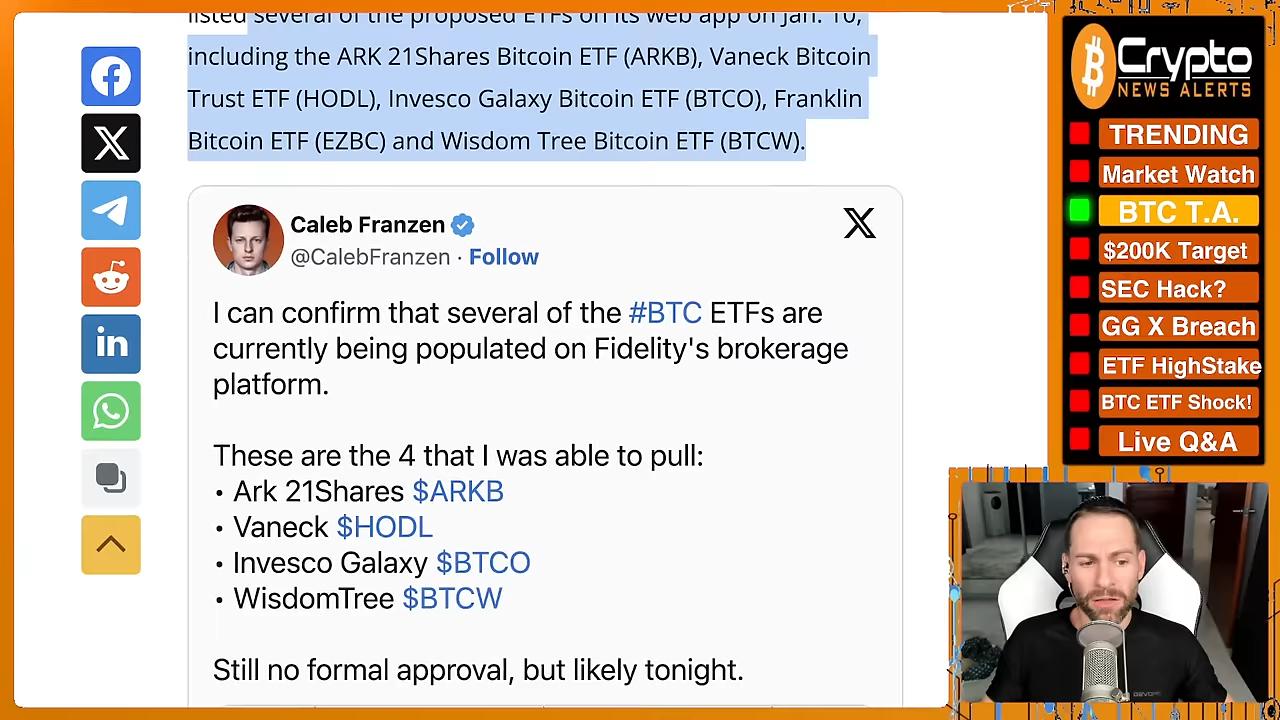 listed several of the proposed ETFs on its web app on Jan. 10,
including the ARK 21Shares Bitcoin ETF (ARKB), Vaneck Bitcoin
Trust ETF (HODL), Invesco Galaxy Bitcoin ETF (BTCO), Franklin
Bitcoin ETF (EZBC) and Wisdom Tree Bitcoin ETF (BTCW).
Caleb Franzen
@CalebFranzen · Follow
I can confirm that several of the #BTC ETFs are
currently being populated on Fidelity's brokerage
platform.
These are the 4 that I was able to pull:
• Ark 21Shares $ARKB
• Vaneck $HODL
• Invesco Galaxy $BTCO
• WisdomTree $BTCW
Still no formal approval, but likely tonight.
Crypto
NEWS ALERTS
TRENDING
Market Watch
BTC T.A.
$200K Target
SEC Hack?
GG X Breach
ETF HighStake
BTC ETF Shock!
Live Q&A